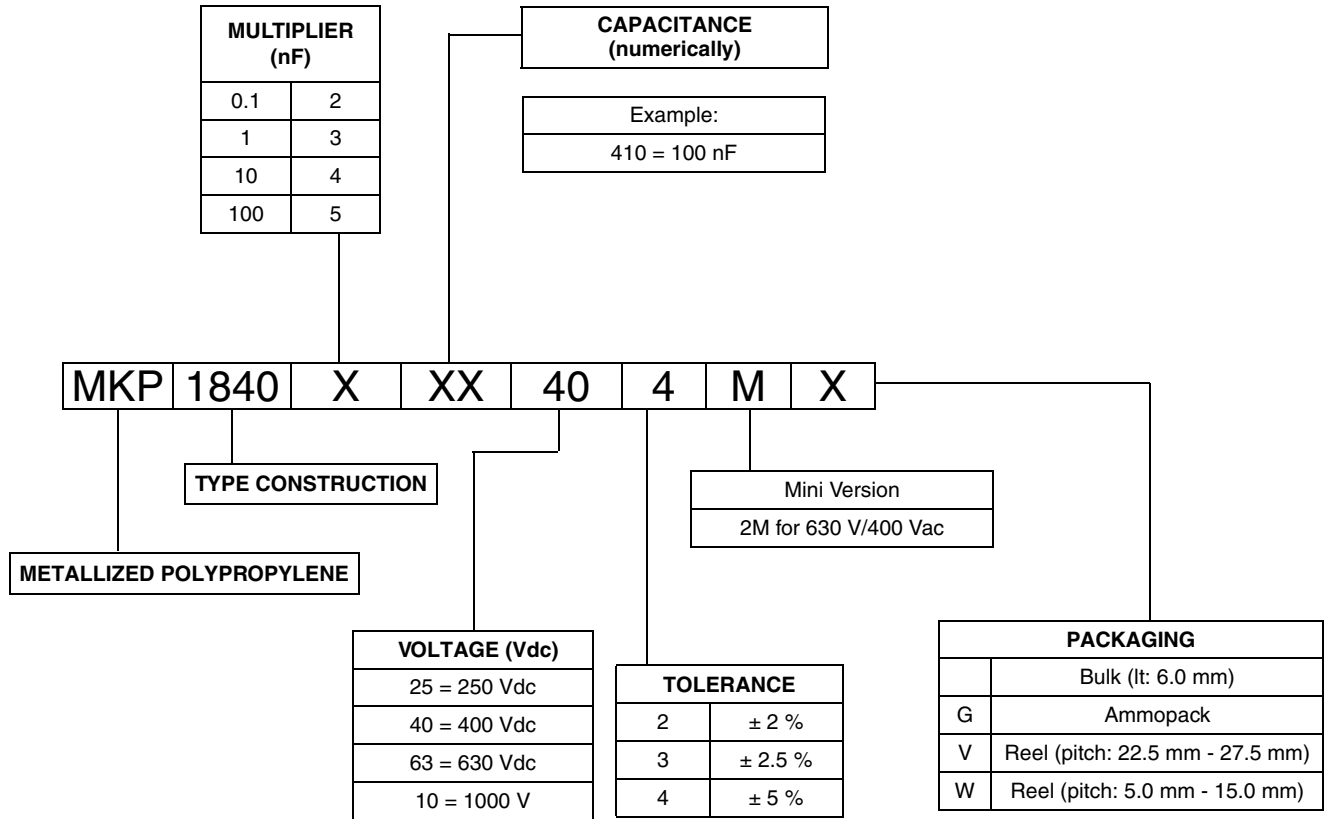 MULTIPLIER
(nF)
0.1 2
1 3
10 4
100 5
CAPACITANCE
(numerically)
Example:
410 = 100 nF
MKP 1840 X XX 40 4 M X
TYPE CONSTRUCTION
METALLIZED POLYPROPYLENE
Mini Version
2M for 630 V/400 Vac
VOLTAGE (Vdc)
25 = 250 Vdc
40 = 400 Vdc
63 = 630 Vdc
10 = 1000 V
TOLERANCE
2 ± 2 %
3 ± 2.5 %
4 ± 5 %
PACKAGING
Bulk (lt: 6.0 mm)
G Ammopack
V Reel (pitch: 22.5 mm - 27.5 mm)
W Reel (pitch: 5.0 mm - 15.0 mm)